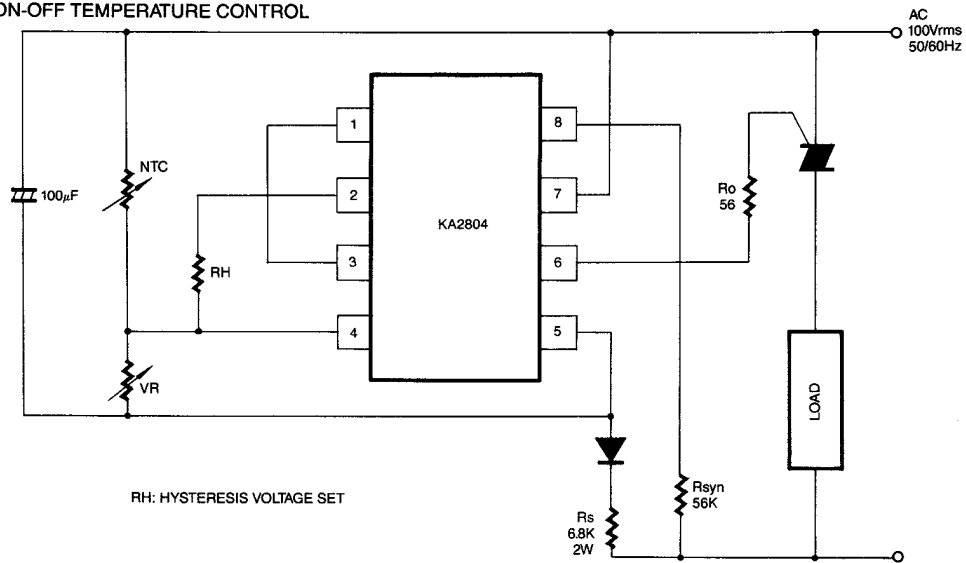 ON-OFF TEMPERATURE CONTROL
AC
100Vrms
50/60Hz
1
8
NTC
100μF
2
7
Ro
56
KA2804
RH
3
6
4
5
VR
LOAD
RH: HYSTERESIS VOLTAGE SET
Rsyn
56K
Rs
6.8K
2W